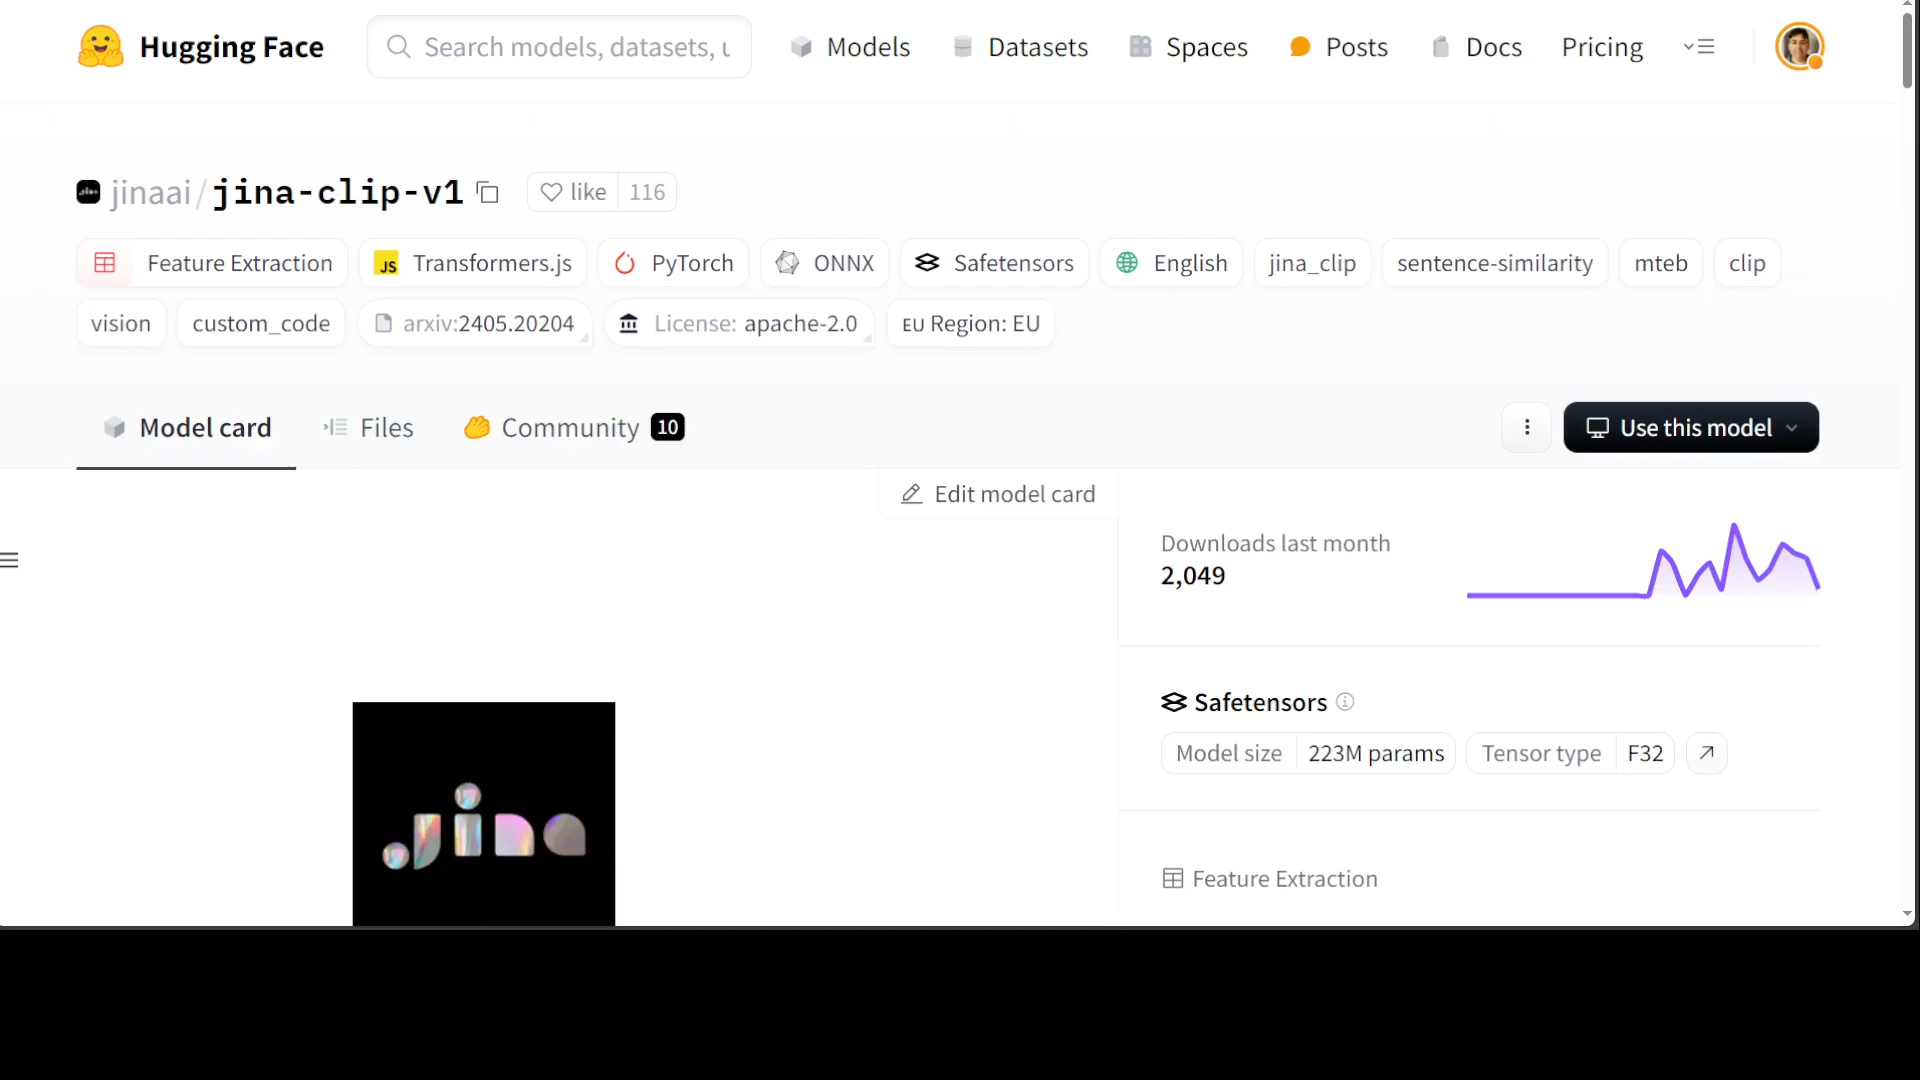 Hugging Face
Search models, datasets, u
Models
Datasets
Spaces
Posts
Docs
Pricing
jinaai/jina-clip-v1
like 116
Feature Extraction
JS Transformers.js
PyTorch
ONNX
Safetensors
English
jina_clip
sentence-similarity
mteb
clip
vision
custom_code
arxiv:2405.20204
License: apache-2.0
EU Region: EU
Model card
Files
Community 10
Use this model
Edit model card
Downloads last month
2,049
Safetensors
Model size 223M params
Tensor type F32
Jina
Feature Extraction